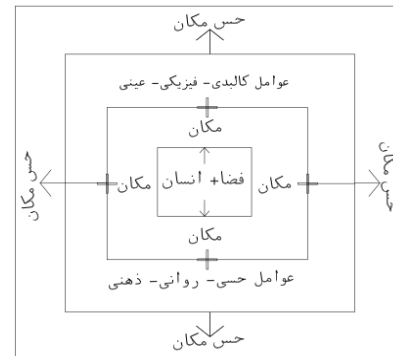 حس مکان
عوامل کالبدی- فیزیکی- عینی
مکان
حس مکان
مکان
فضا+ انسان
مکان
حس مکان
مکان
عوامل حسی- روانی- ذهنی
حس مکان